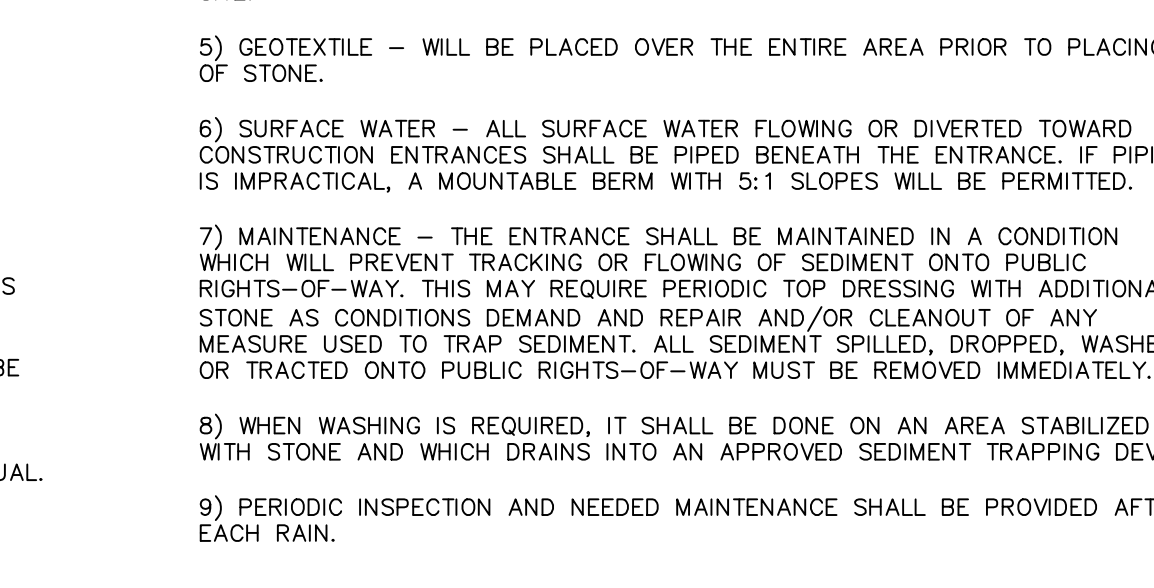 5) GEOTEXTILE – WILL BE PLACED OVER THE ENTIRE AREA PRIOR TO
OF STONE.
6) SURFACE WATER – ALL SURFACE WATER FLOWING OR DIVERTED TOWARD
CONSTRUCTION ENTRANCES SHALL BE PIPED BENEATH THE ENTRANCE. IF
IS IMPRACTICAL, A MOUNTABLE BERM WITH 5:1 SLOPES WILL BE PERMITTED.
7) MAINTENANCE – THE ENTRANCE SHALL BE MAINTAINED IN A CONDITION
WHICH WILL PREVENT TRACKING OR FLOWING OF SEDIMENT ONTO PUBLIC
RIGHTS–OF–WAY. THIS MAY REQUIRE PERIODIC TOP DRESSING WITH
STONE AS CONDITIONS DEMAND AND REPAIR AND/OR CLEANOUT OF ANY
MEASURE USED TO TRAP SEDIMENT. ALL SEDIMENT SPILLED, DROPPED,
OR TRACTED ONTO PUBLIC RIGHTS–OF–WAY MUST BE REMOVED IMMEDIATELY.
8) WHEN WASHING IS REQUIRED, IT SHALL BE DONE ON AN AREA STABILIZED
WITH STONE AND WHICH DRAINS INTO AN APPROVED SEDIMENT TRAPPING
9) PERIODIC INSPECTION AND NEEDED MAINTENANCE SHALL BE PROVIDED
EACH RAIN.